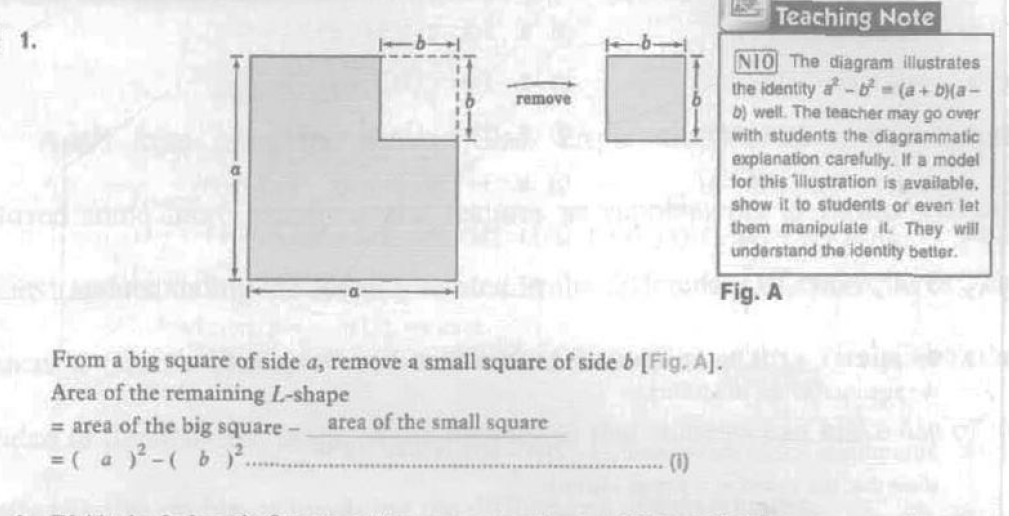 1.
b
b
a
a
remove
b
b
Teaching Note
N10 The diagram illustrates
the identity a² – b² = (a + b)(a –
b) well. The teacher may go over
with students the diagrammatic
explanation carefully. If a model
for this illustration is available,
show it to students or even let
them manipulate it. They will
understand the identity better.
Fig. A
From a big square of side a, remove a small square of side b [Fig. A].
Area of the remaining L-shape
= area of the big square – area of the small square
= ( a )² – ( b )² ........................ (i)